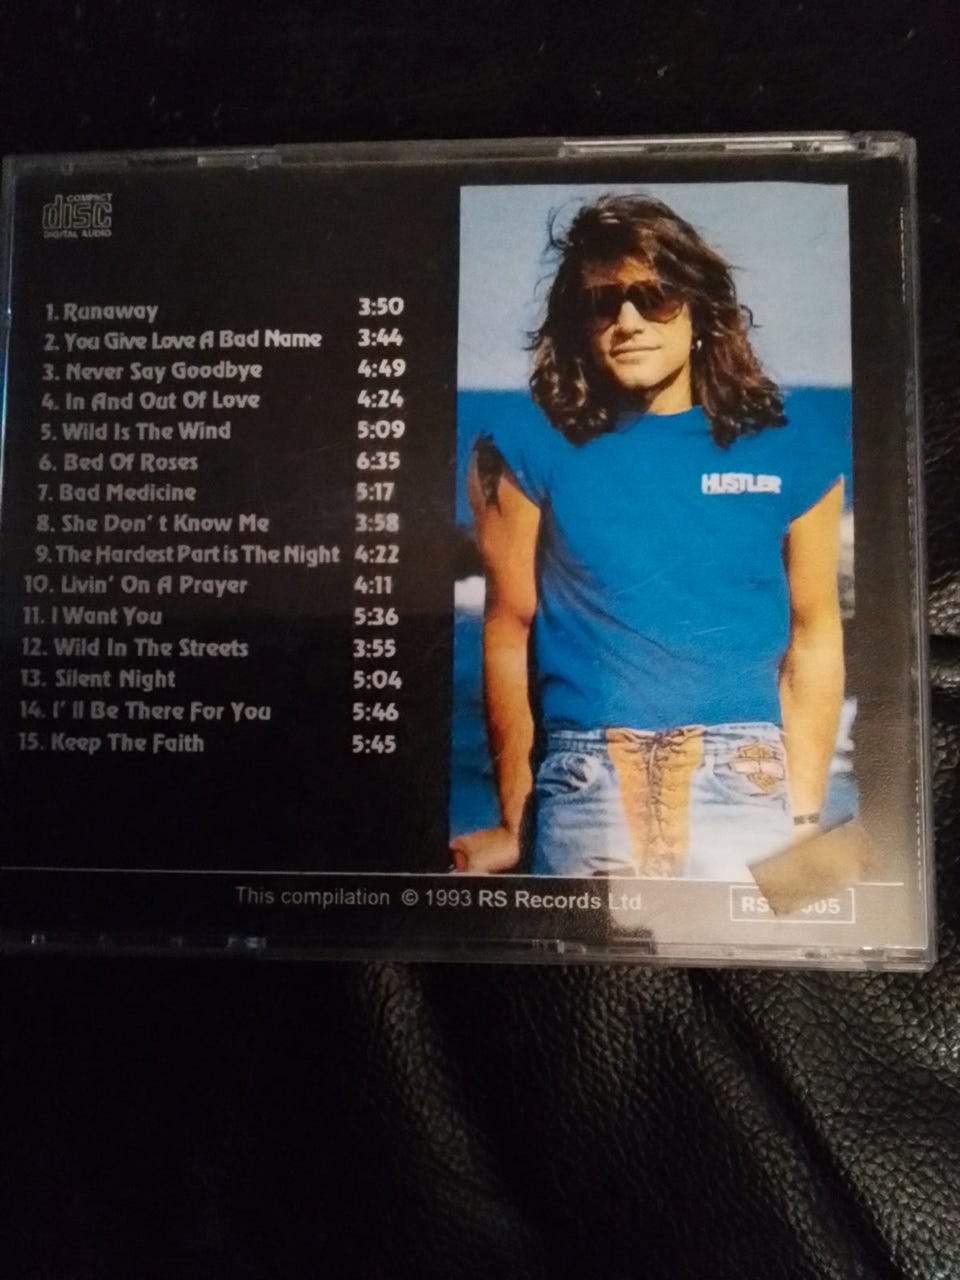 COMPACT
disc
DIGITAL AUDIO
1. Runaway 3:50
2. You Give Love A Bad Name 3:44
3. Never Say Goodbye 4:49
4. In And Out Of Love 4:24
5. Wild Is The Wind 5:09
6. Bed Of Roses 6:35
7. Bad Medicine 5:17
8. She Don' t Know Me 3:58
9. The Hardest Part is The Night 4:22
10. Livin' On A Prayer 4:11
11. I Want You 5:36
12. Wild In The Streets 3:55
13. Silent Night 5:04
14. I' ll Be There For You 5:46
15. Keep The Faith 5:45
HUSTLER
This compilation © 1993 RS Records Ltd.